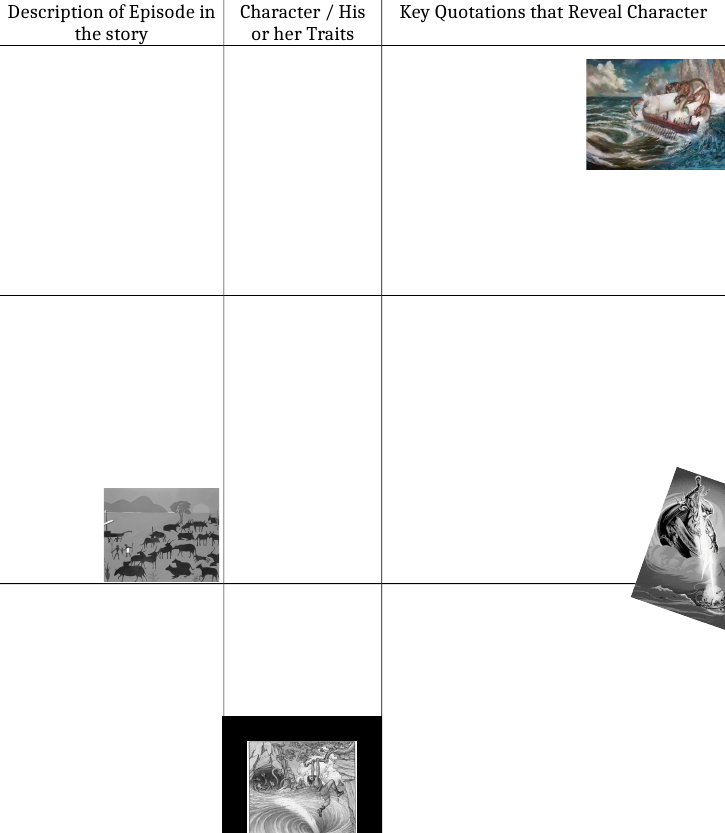 Description of Episode in
the story
Character / His
or her Traits
Key Quotations that Reveal Character